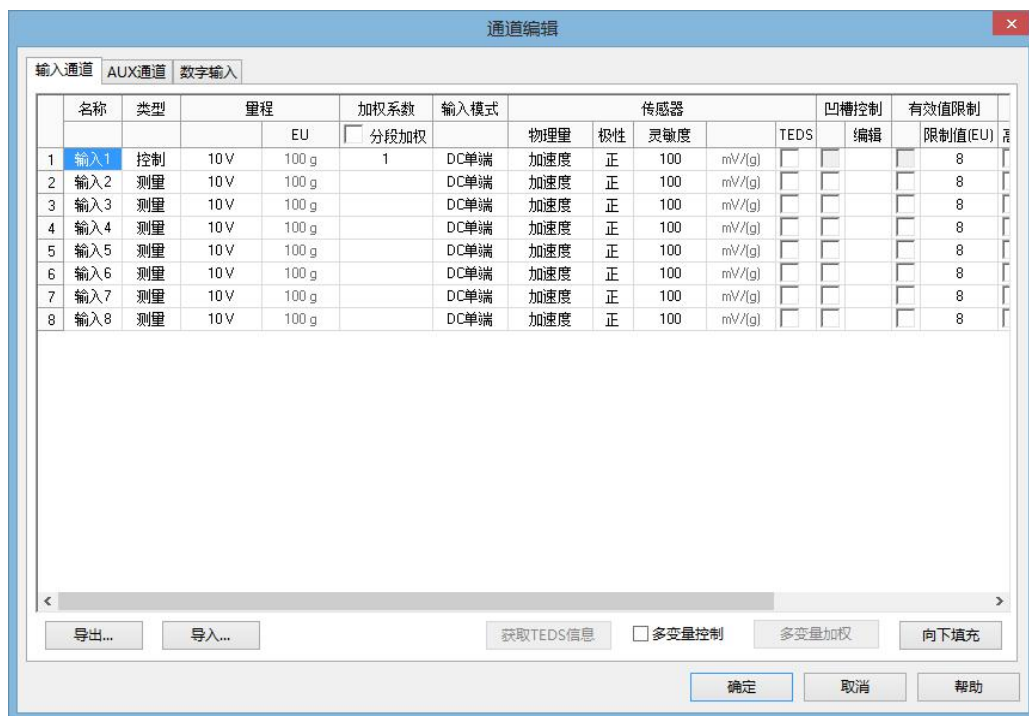 通道编辑
输入通道 AUX通道 数字输入
名称 类型 量程 加权系数 输入模式 传感器 凹槽控制 有效值限制
EU 分段加权 物理量 极性 灵敏度 TEDS 编辑 限制值(EU) 高
1 输入1 控制 10 V 100 g 1 DC单端 加速度 正 100 mV/(g) 8
2 输入2 测量 10 V 100 g DC单端 加速度 正 100 mV/(g) 8
3 输入3 测量 10 V 100 g DC单端 加速度 正 100 mV/(g) 8
4 输入4 测量 10 V 100 g DC单端 加速度 正 100 mV/(g) 8
5 输入5 测量 10 V 100 g DC单端 加速度 正 100 mV/(g) 8
6 输入6 测量 10 V 100 g DC单端 加速度 正 100 mV/(g) 8
7 输入7 测量 10 V 100 g DC单端 加速度 正 100 mV/(g) 8
8 输入8 测量 10 V 100 g DC单端 加速度 正 100 mV/(g) 8
导出... 导入... 获取TEDS信息 多变量控制 多变量加权 向下填充
确定 取消 帮助